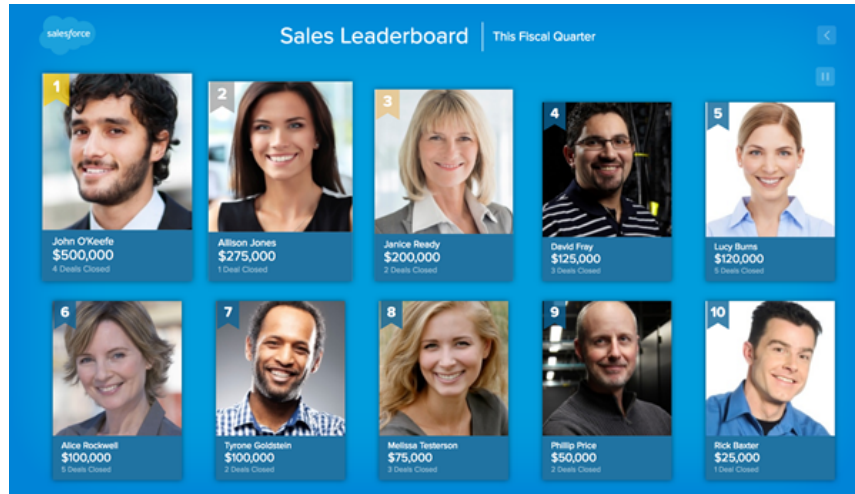 salesforce
Sales Leaderboard
This Fiscal Quarter
1
John O'Keefe
$500,000
4 Deals Closed
2
Allison Jones
$275,000
1 Deal Closed
3
Janice Ready
$200,000
2 Deals Closed
4
David Fray
$125,000
3 Deals Closed
5
Lucy Burns
$120,000
5 Deals Closed
6
Alice Rockwell
$100,000
5 Deals Closed
7
Tyrone Goldstein
$100,000
2 Deals Closed
8
Melissa Testerson
$75,000
3 Deals Closed
9
Phillip Price
$50,000
2 Deals Closed
10
Rick Baxter
$25,000
1 Deal Closed